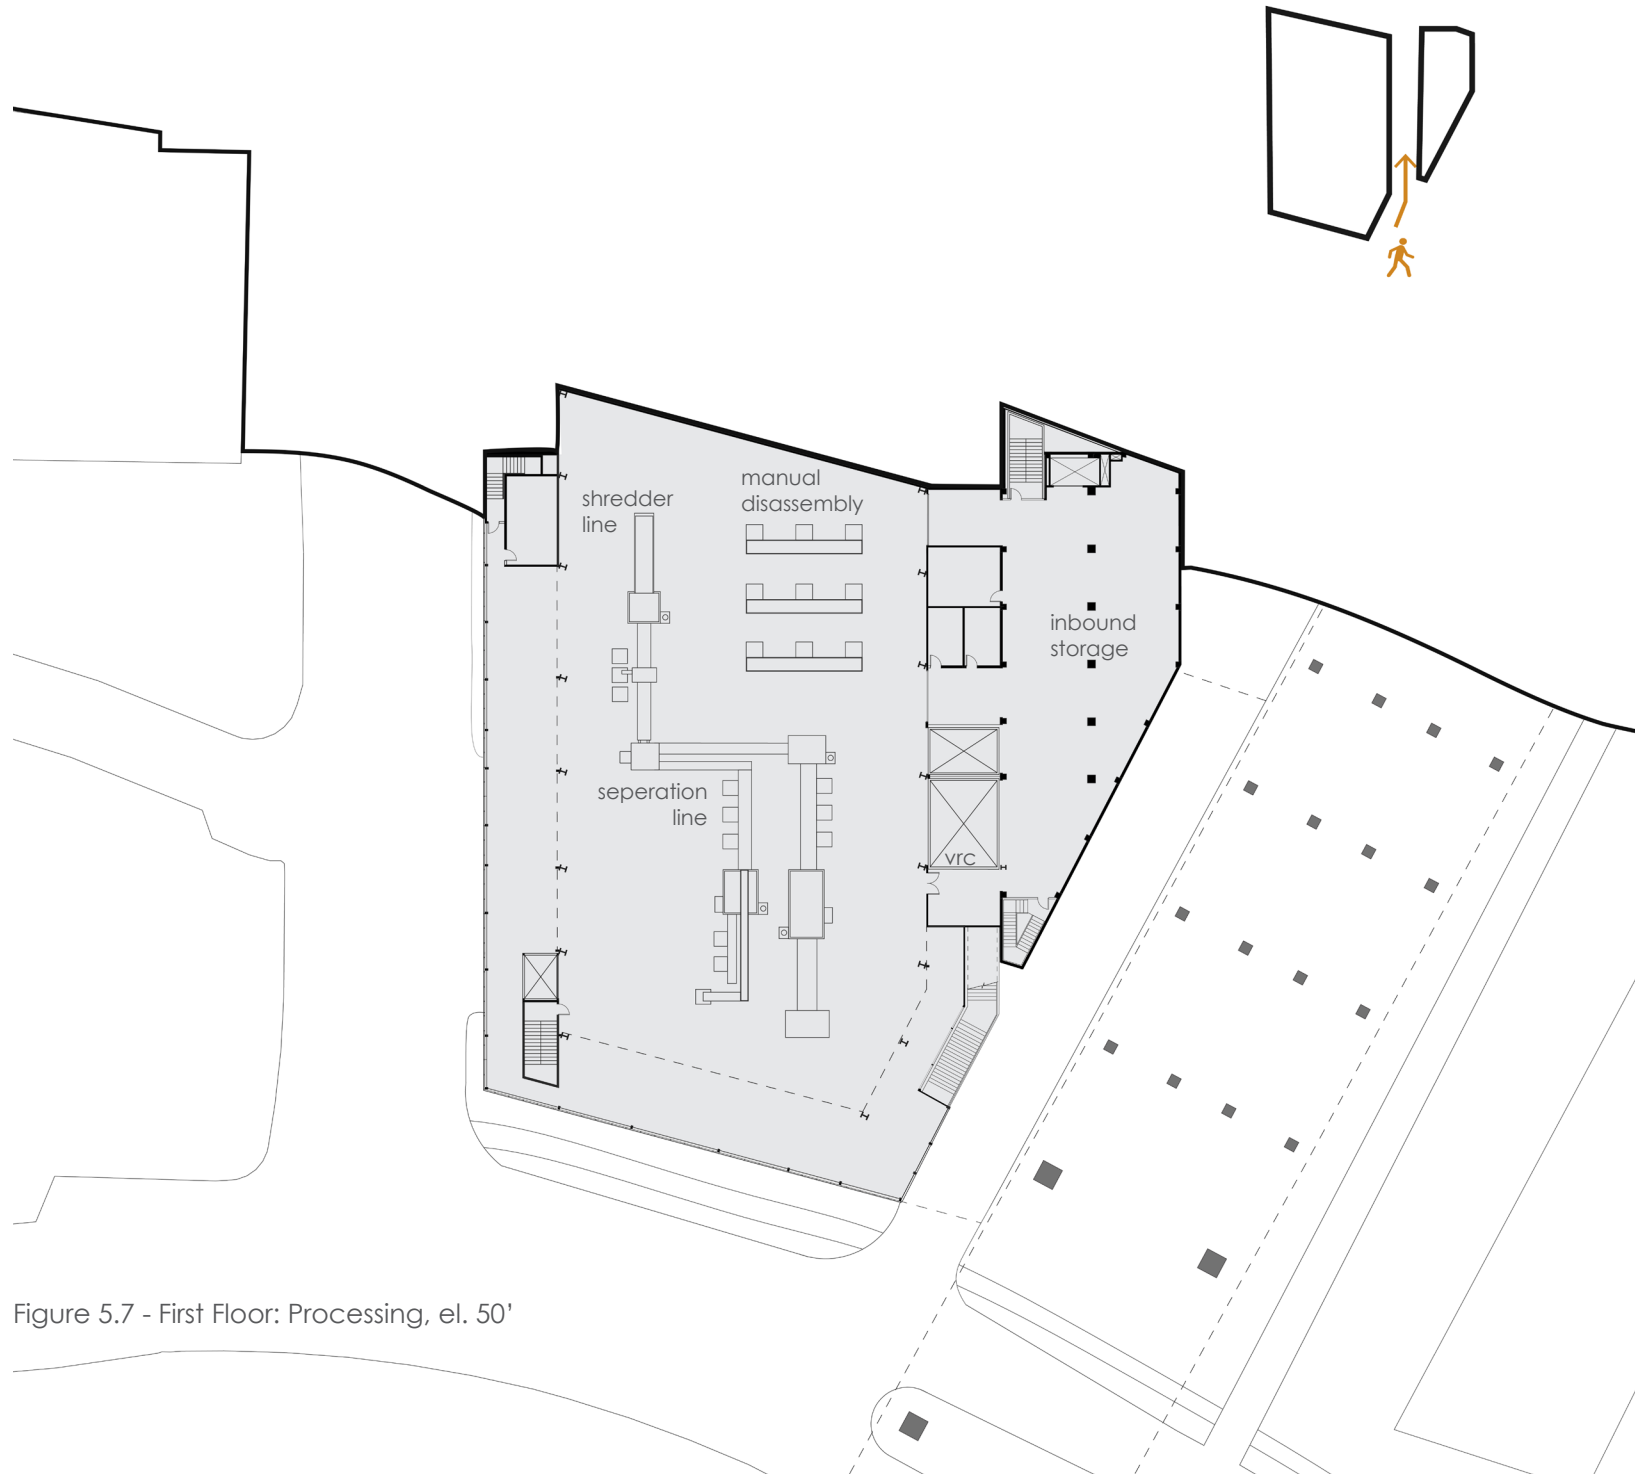 manual
disassembly
shredder
line
inbound
storage
seperation
line
vrc
Figure 5.7 - First Floor: Processing, el. 50’